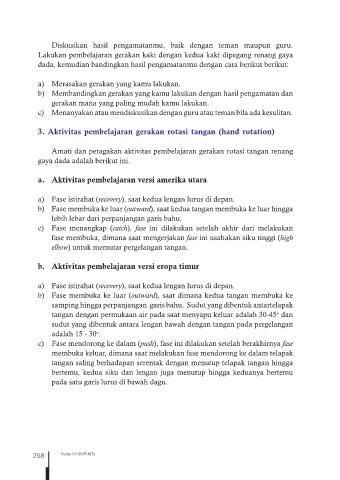 Diskusikan hasil pengamatanmu, baik dengan teman maupun guru.
Lakukan pembelajaran gerakan kaki dengan kedua kaki dipegang renang gaya
dada, kemudian bandingkan hasil pengamatanmu dengan cara berikut berikut:
a) Merasakan gerakan yang kamu lakukan.
b) Membandingkan gerakan yang kamu lakukan dengan hasil pengamatan dan
gerakan mana yang paling mudah kamu lakukan.
c) Menanyakan atau mendiskusikan dengan guru atau teman bila ada kesulitan.
3. Aktivitas pembelajaran gerakan rotasi tangan (hand rotation)
Amati dan peragakan aktivitas pembelajaran gerakan rotasi tangan renang
gaya dada adalah berikut ini.
a. Aktivitas pembelajaran versi amerika utara
a) Fase istirahat (recovery), saat kedua lengan lurus di depan.
b) Fase membuka ke luar (outward), saat kedua tangan membuka ke luar hingga
lebih lebar dari perpanjangan garis bahu.
c) Fase menangkap (catch), fase ini dilakukan setelah akhir dari melakukan
fase membuka, dimana saat mengerjakan fase ini usahakan siku tinggi (high
elbow) untuk memutar pergelangan tangan.
b. Aktivitas pembelajaran versi eropa timur
a) Fase istirahat (recovery), saat kedua lengan lurus di depan.
b) Fase membuka ke luar (outward), saat dimana kedua tangan membuka ke
samping hingga perpanjangan garis bahu. Sudut yang dibentuk antartelapak
tangan dengan permukaan air pada saat menyapu keluar adalah 30-45º dan
sudut yang dibentuk antara lengan bawah dengan tangan pada pergelangan
adalah 15 - 30º.
c) Fase mendorong ke dalam (push), fase ini dilakukan setelah berakhirnya fase
membuka keluar, dimana saat melakukan fase mendorong ke dalam telapak
tangan saling berhadapan serentak dengan menutup telapak tangan hingga
bertemu, kedua siku dan lengan juga menutup hingga keduanya bertemu
pada satu garis lurus di bawah dagu.
258 Kelas VII SMP/MTs